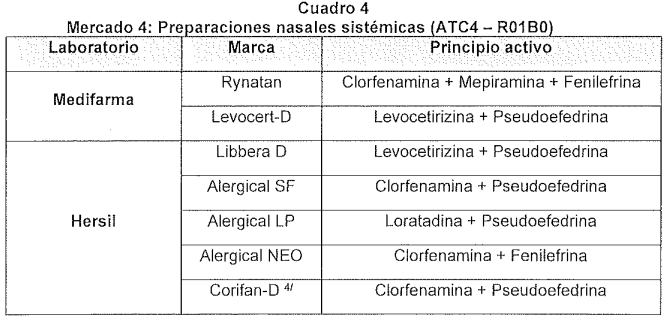 Cuadro 4
Mercado 4: Preparaciones nasales sistémicas (ATC4 – R01B0)
Laboratorio Marca Principio activo
Medifarma
Rynatan Clorfenamina + Mepiramina + Fenilefrina
Levocert-D Levocetirizina + Pseudoefedrina
Hersil
Libbera D Levocetirizina + Pseudoefedrina
Alergical SF Clorfenamina + Pseudoefedrina
Alergical LP Loratadina + Pseudoefedrina
Alergical NEO Clorfenamina + Fenilefrina
Corifan-D 4/ Clorfenamina + Pseudoefedrina